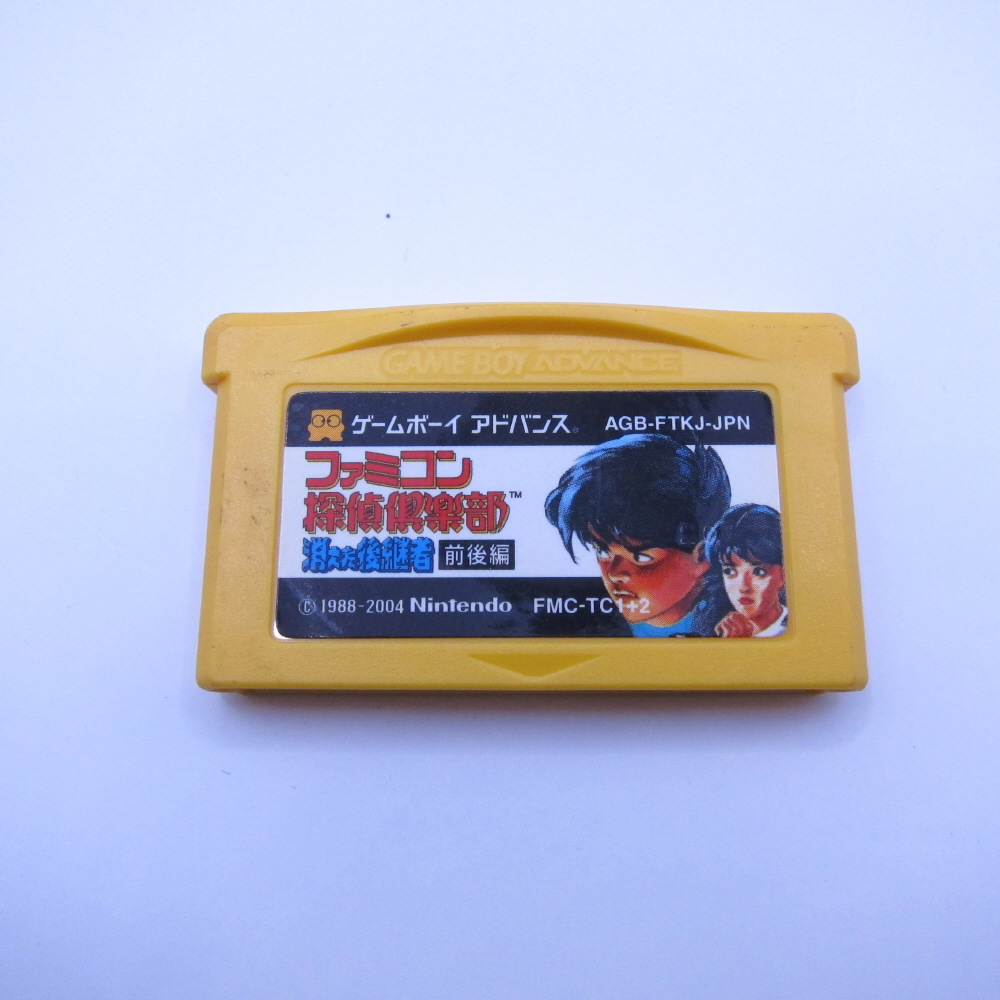 GAME BOY ADVANCE
ゲームボーイ アドバンス® AGB-FTKJ-JPN
ファミコン
探偵倶楽部™
消えた後継者 前後編
© 1988-2004 Nintendo FMC-TC1+2